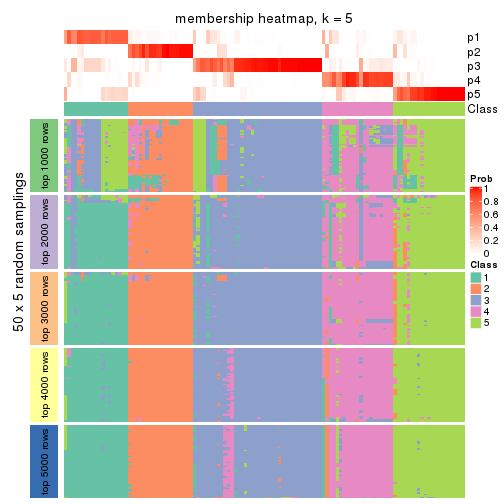 membership heatmap, k = 5
p1
p2
p3
p4
p5
Class
50 x 5 random samplings
top 1000 rows
top 2000 rows
top 3000 rows
top 4000 rows
top 5000 rows
Prob
1
0.8
0.6
0.4
0.2
0
Class
1
2
3
4
5